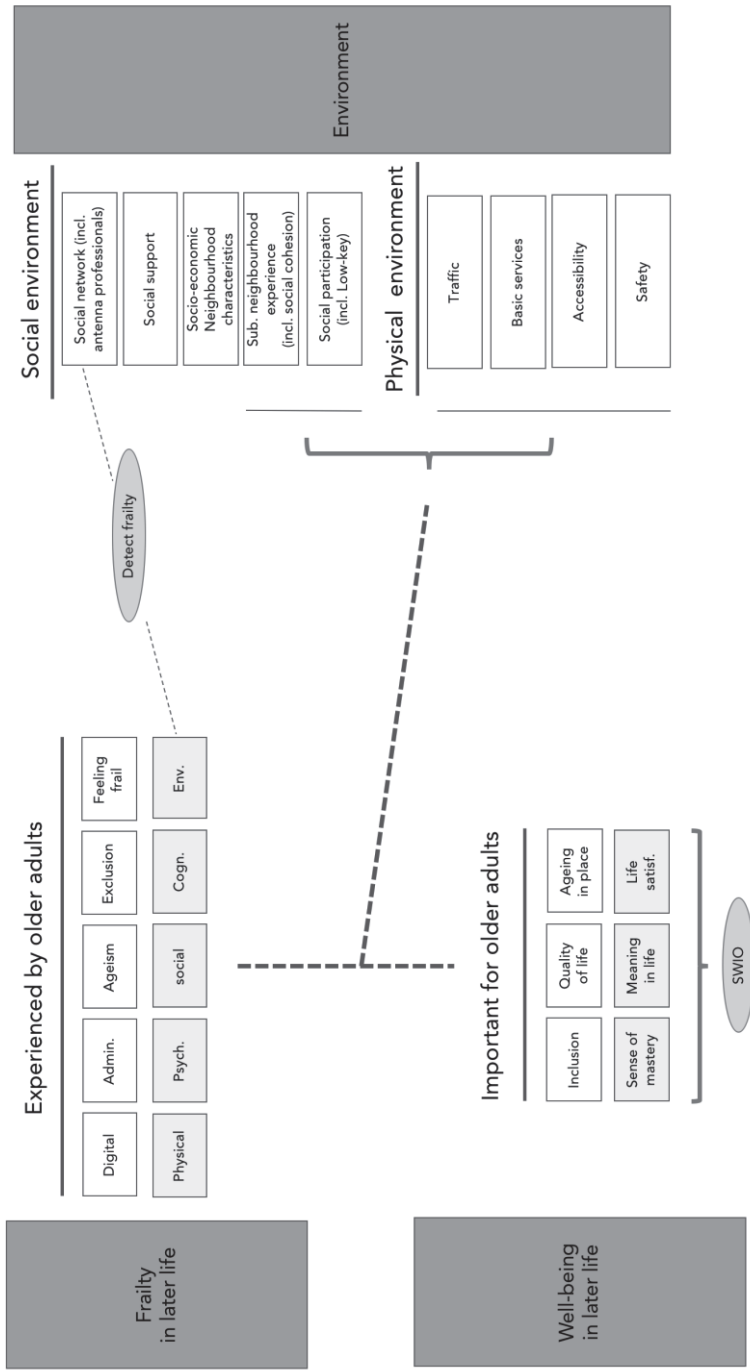 Frailty
in later life
Experienced by older adults
Digital
Admin.
Ageism
Exclusion
Feeling
frail
Physical
Psych.
social
Cogn.
Env.
Detect frailty
Social environment
Social network (incl.
antenna professionals)
Social support
Socio-economic
Neighbourhood
characteristics
Sub. neighbourhood
experience
(incl. social cohesion)
Social participation
(incl. Low-key)
Physical environment
Traffic
Basic services
Accessibility
Safety
Environment
Well-being
in later life
Important for older adults
Inclusion
Quality
of life
Ageing
in place
Sense of
mastery
Meaning
in life
Life
satisf.
SWIO